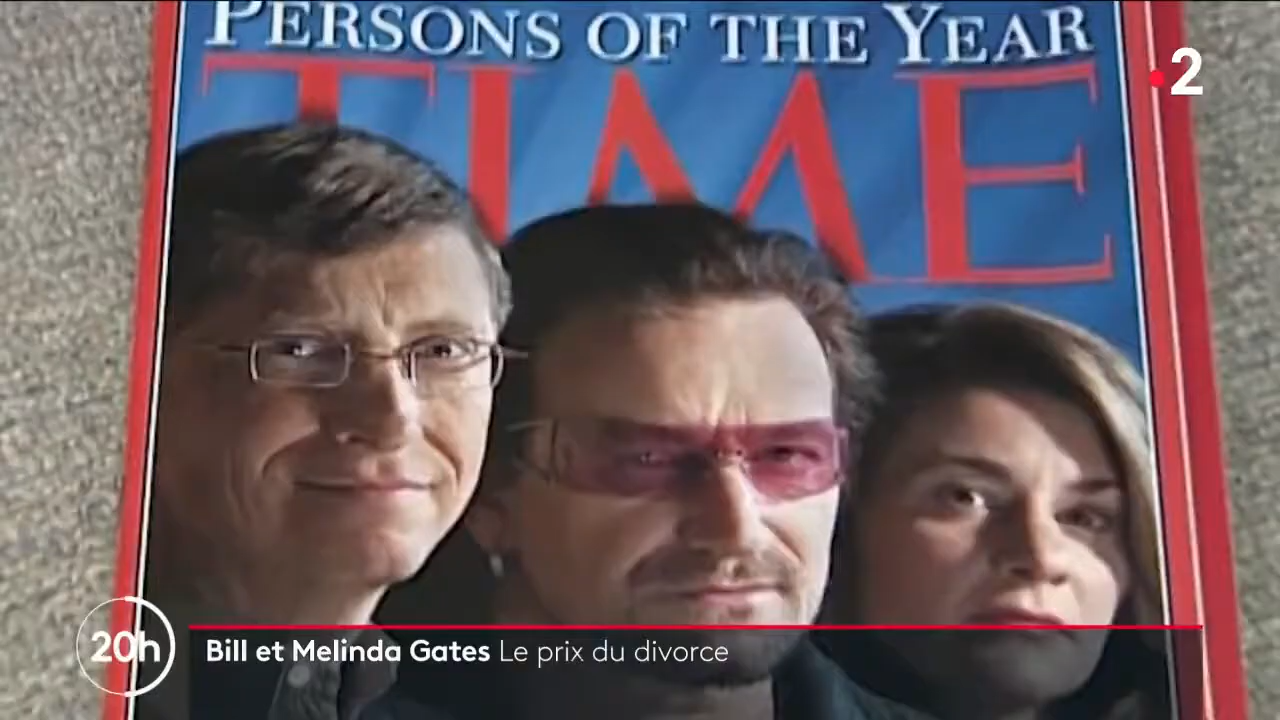 PERSONS OF THE YEAR
TIME
2
20h
Bill et Melinda Gates Le prix du divorce